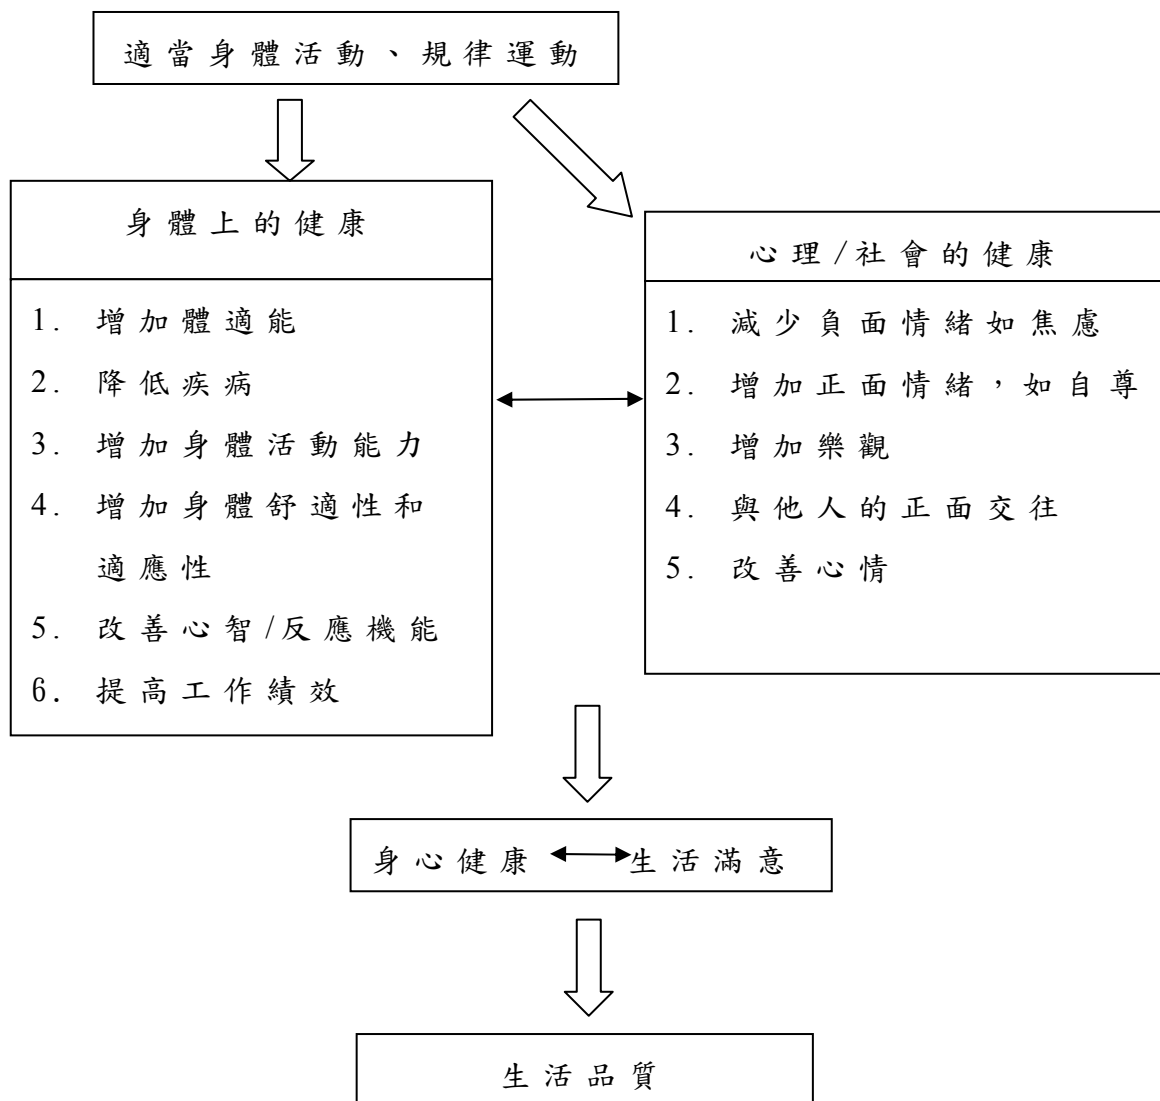 適當身體活動、規律運動
身體上的健康
1. 增加體適能
2. 降低疾病
3. 增加身體活動能力
4. 增加身體舒適性和
適應性
5. 改善心智/反應機能
6. 提高工作績效
心理/社會的健康
1. 減少負面情緒如焦慮
2. 增加正面情緒，如自尊
3. 增加樂觀
4. 與他人的正面交往
5. 改善心情
身心健康 生活滿意
生活品質